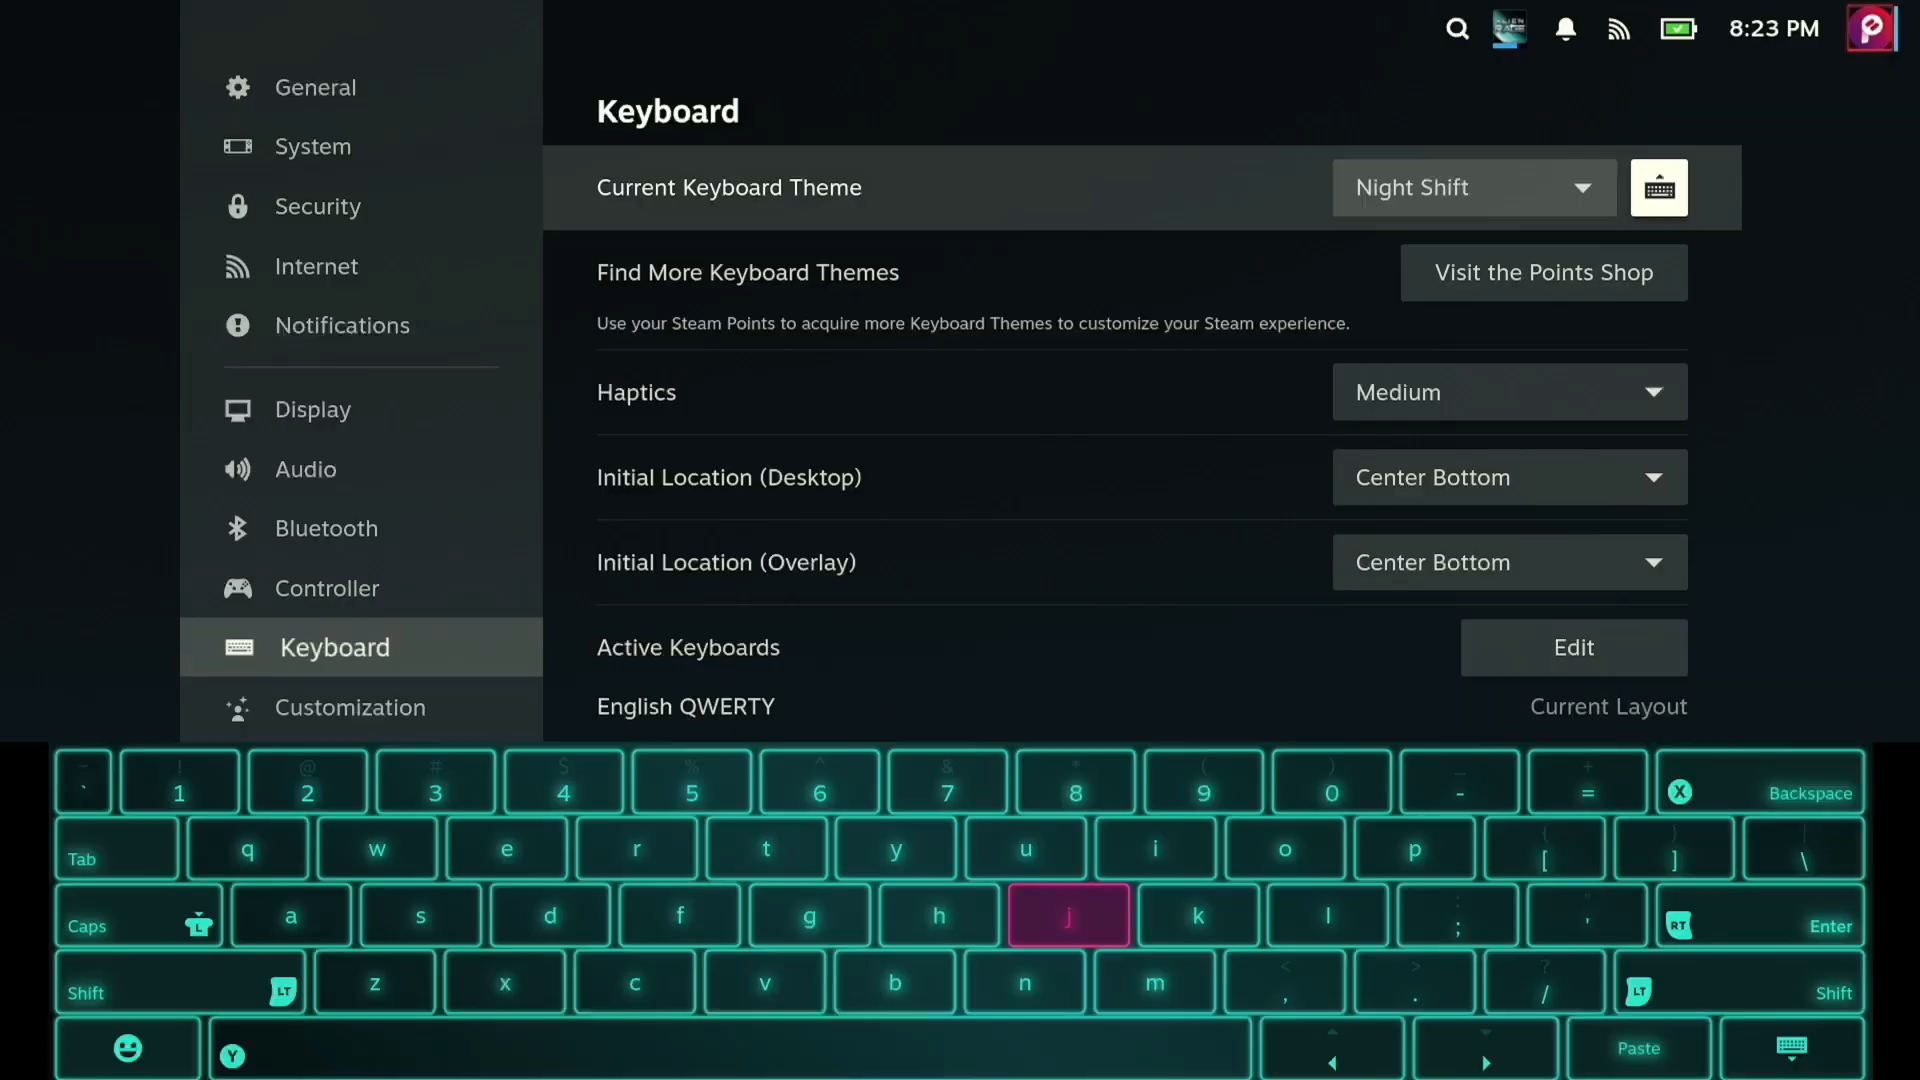 8:23 PM
General
System
Security
Internet
Notifications
Display
Audio
Bluetooth
Controller
Keyboard
Customization
Keyboard
Current Keyboard Theme
Night Shift
Find More Keyboard Themes
Visit the Points Shop
Use your Steam Points to acquire more Keyboard Themes to customize your Steam experience.
Haptics
Medium
Initial Location (Desktop)
Center Bottom
Initial Location (Overlay)
Center Bottom
Active Keyboards
Edit
English QWERTY
Current Layout
~ ! @ # $ % ^ & * ( ) _ +
` 1 2 3 4 5 6 7 8 9 0 - = X Backspace
{ } |
Tab q w e r t y u i o p [ ] \
: "
Caps L a s d f g h j k l ; ' RT Enter
< > ?
Shift LT z x c v b n m , . / LT Shift
Y Paste